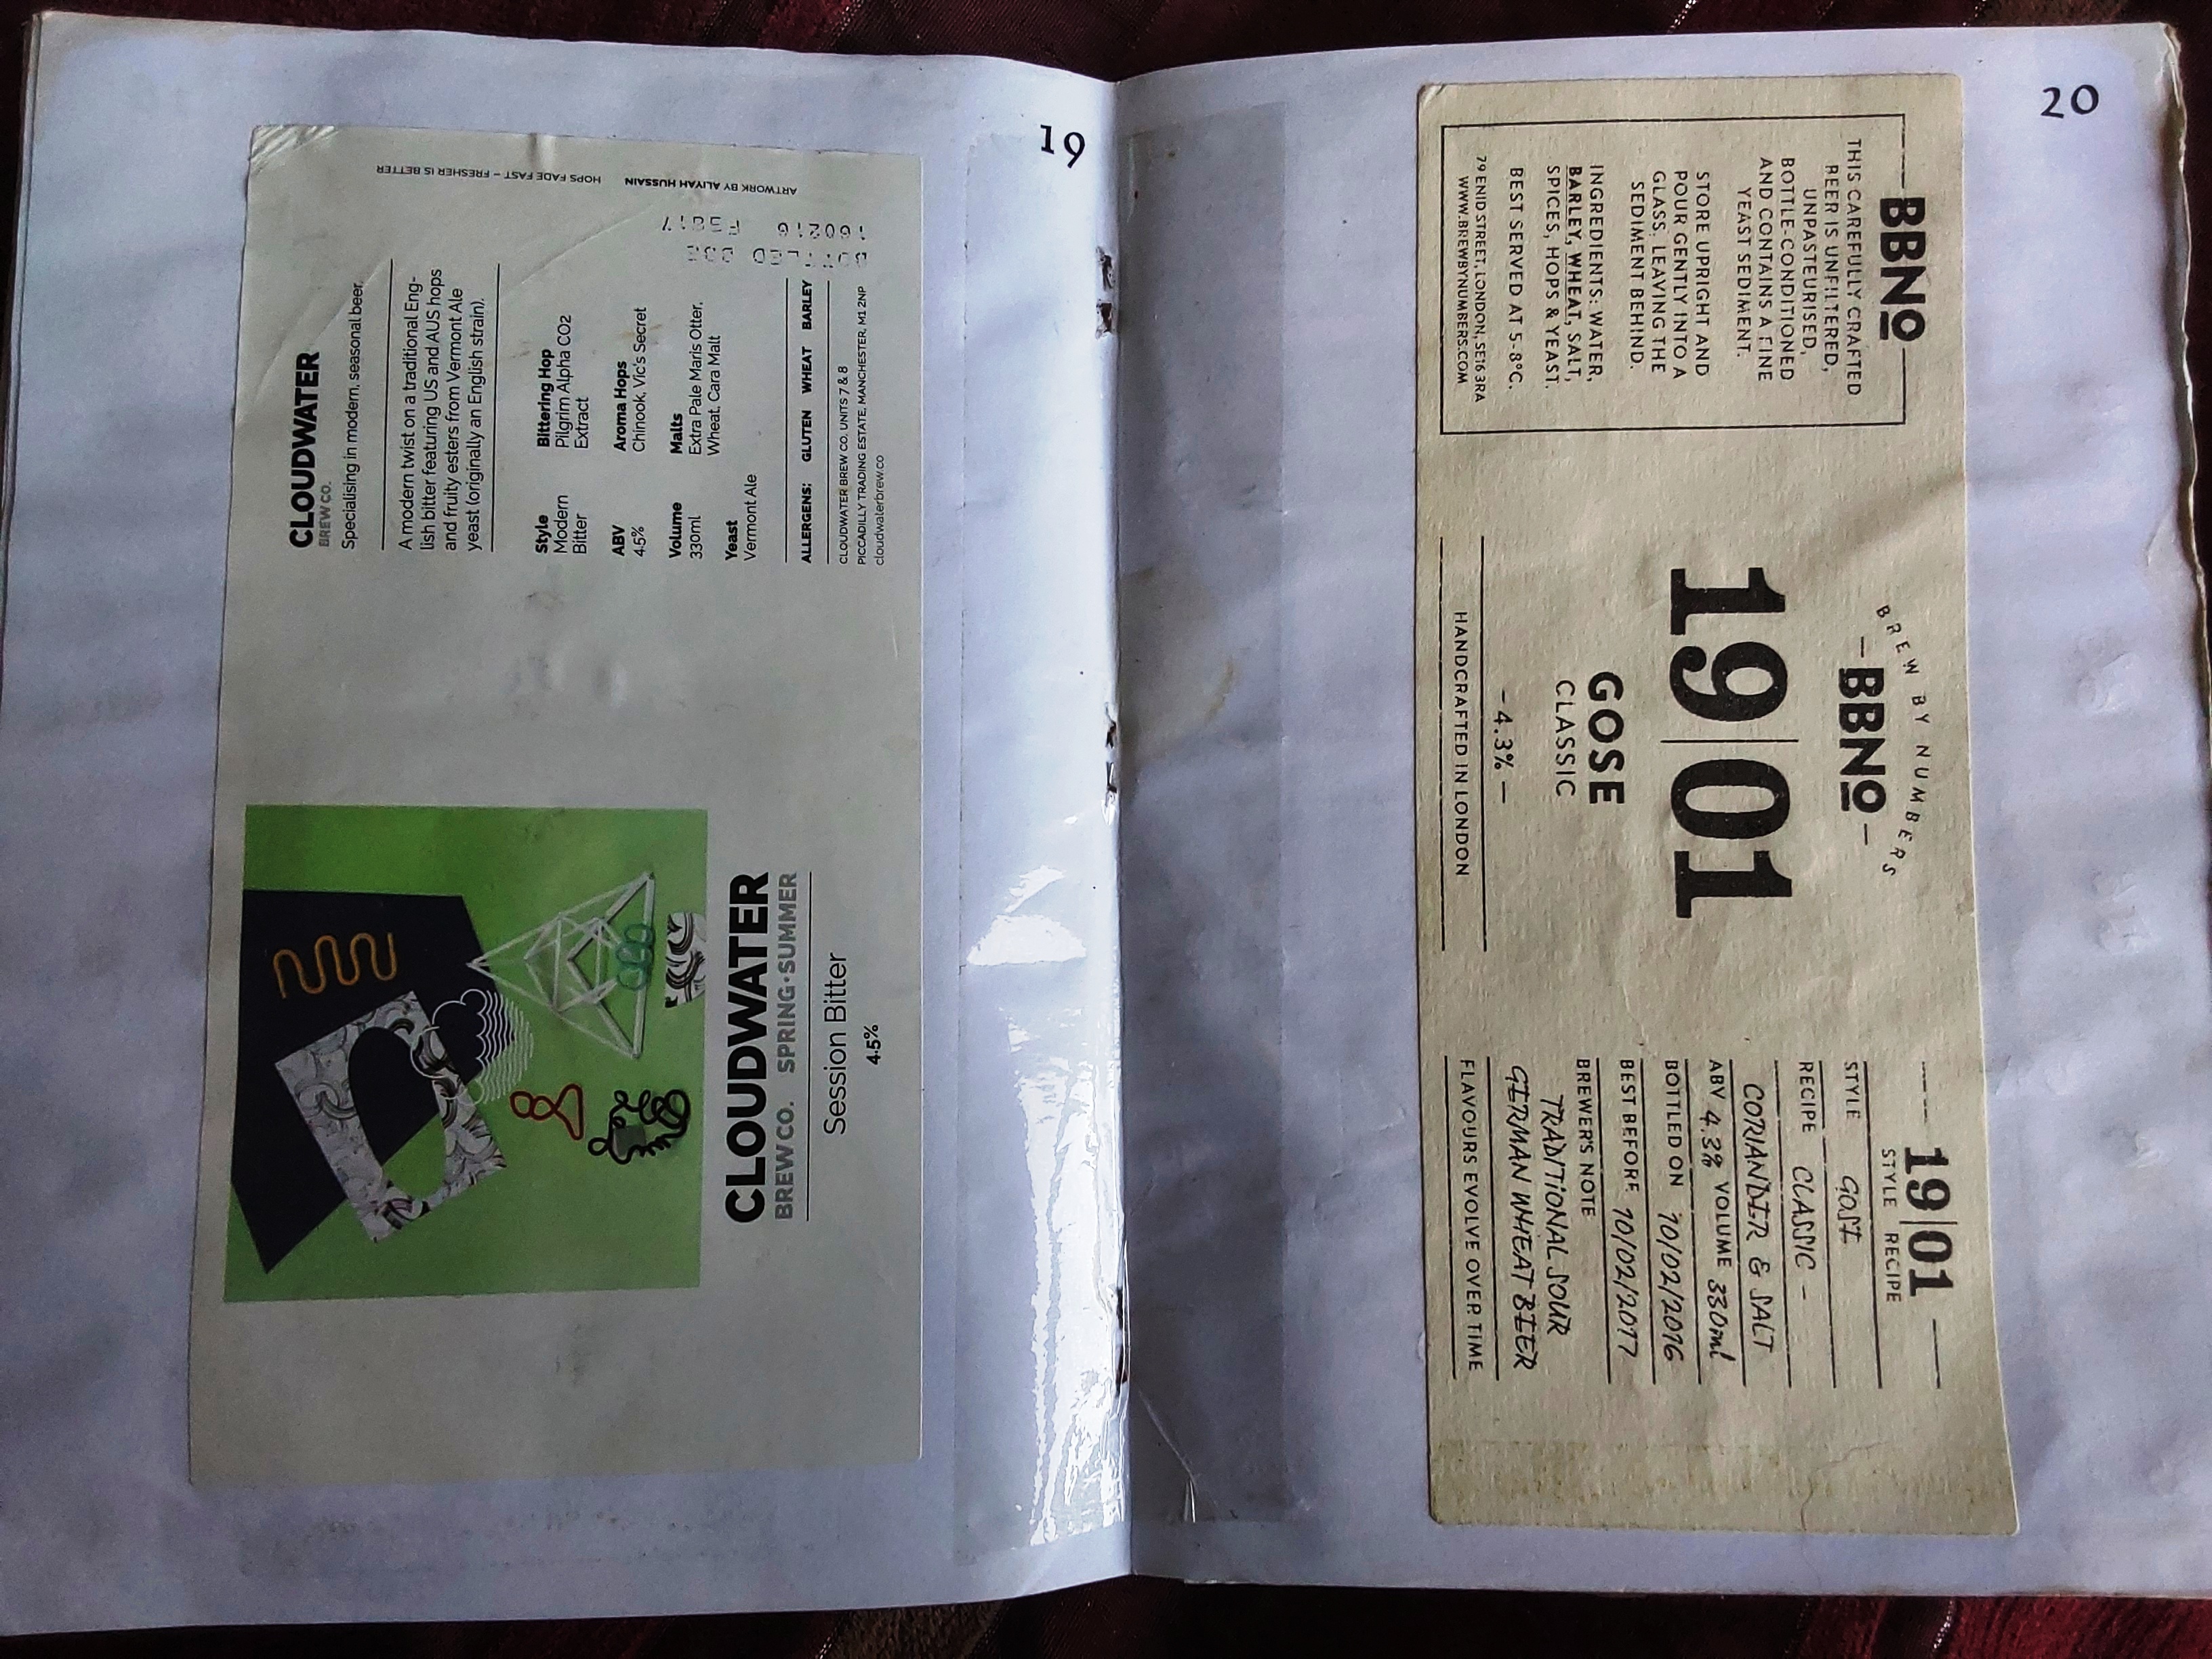 19
CLOUDWATER
BREW CO.
Specialising in modern, seasonal beer.
A modern twist on a traditional Eng-
lish bitter featuring US and AUS hops
and fruity esters from Vermont Ale
yeast (originally an English strain).
Style
Modern
Bitter
Bittering Hop
Pilgrim Alpha CO2
Extract
ABV
4.5%
Aroma Hops
Chinook, Vic's Secret
Volume
330ml
Malts
Extra Pale Maris Otter,
Wheat, Cara Malt
Yeast
Vermont Ale
ALLERGENS: GLUTEN WHEAT BARLEY
CLOUDWATER BREW CO, UNITS 7 & 8
PICCADILLY TRADING ESTATE, MANCHESTER, M1 2NP
cloudwaterbrew.co
ARTWORK BY ALIYAH HUSSAIN HOPS FADE FAST – FRESHER IS BETTER
BOTTLED
160216
CLOUDWATER
BREW CO. SPRING·SUMMER
Session Bitter
4.5%
20
BBNO
THIS CAREFULLY CRAFTED
BEER IS UNFILTERED,
UNPASTEURISED,
BOTTLE-CONDITIONED
AND CONTAINS A FINE
YEAST SEDIMENT.
STORE UPRIGHT AND
POUR GENTLY INTO A
GLASS, LEAVING THE
SEDIMENT BEHIND.
INGREDIENTS: WATER,
BARLEY, WHEAT, SALT,
SPICES, HOPS & YEAST.
BEST SERVED AT 5-8°C.
79 ENID STREET, LONDON, SE16 3RA
WWW.BREWBYNUMBERS.COM
BREW BY NUMBERS
– BBNO –
19|01
GOSE
CLASSIC
– 4.3% –
HANDCRAFTED IN LONDON
19|01
STYLE RECIPE
STYLE GOSE
RECIPE CLASSIC –
CORIANDER & SALT
ABV 4.3% VOLUME 330ml
BOTTLED ON 10/02/2016
BEST BEFORE 10/02/2017
BREWER'S NOTE
TRADITIONAL SOUR
GERMAN WHEAT BEER
FLAVOURS EVOLVE OVER TIME